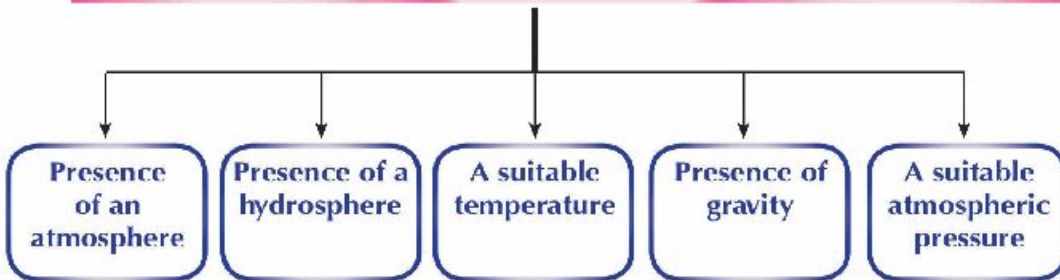 Presence
of an
atmosphere
Presence of a
hydrosphere
A suitable
temperature
Presence of
gravity
A suitable
atmospheric
pressure